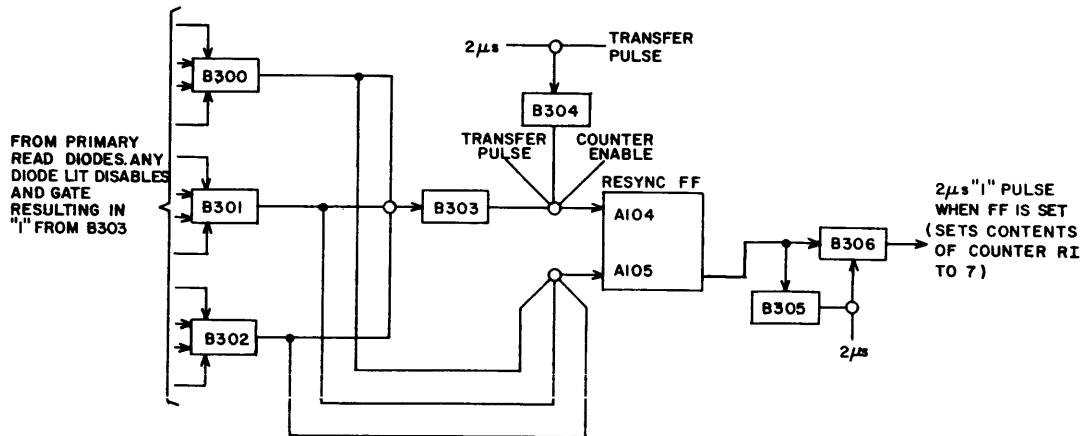 FROM PRIMARY
READ DIODES. ANY
DIODE LIT DISABLES
AND GATE
RESULTING IN
"1" FROM B303
B300
B301
B302
B303
2μs
TRANSFER
PULSE
B304
TRANSFER
PULSE
COUNTER
ENABLE
RESYNC FF
A104
A105
B306
B305
2μs
2μs "1" PULSE
WHEN FF IS SET
(SETS CONTENTS
OF COUNTER RI
TO 7)